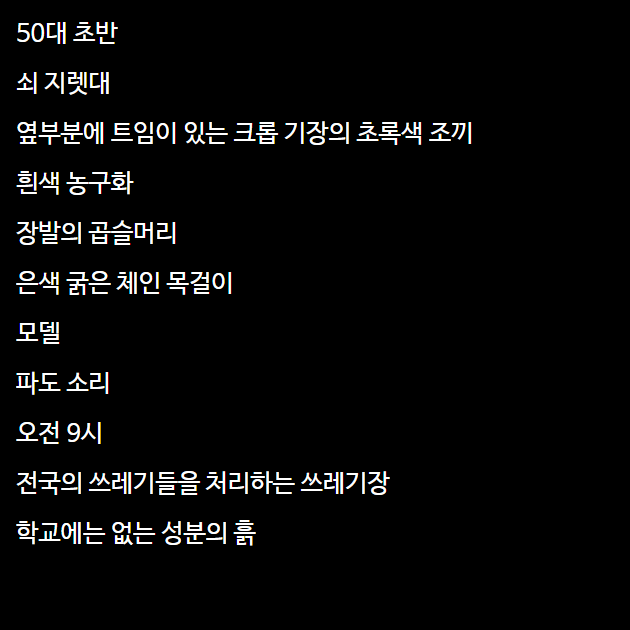 50대 초반
쇠 지렛대
옆부분에 트임이 있는 크롭 기장의 초록색 조끼
흰색 농구화
장발의 곱슬머리
은색 굵은 체인 목걸이
모델
파도 소리
오전 9시
전국의 쓰레기들을 처리하는 쓰레기장
학교에는 없는 성분의 흙